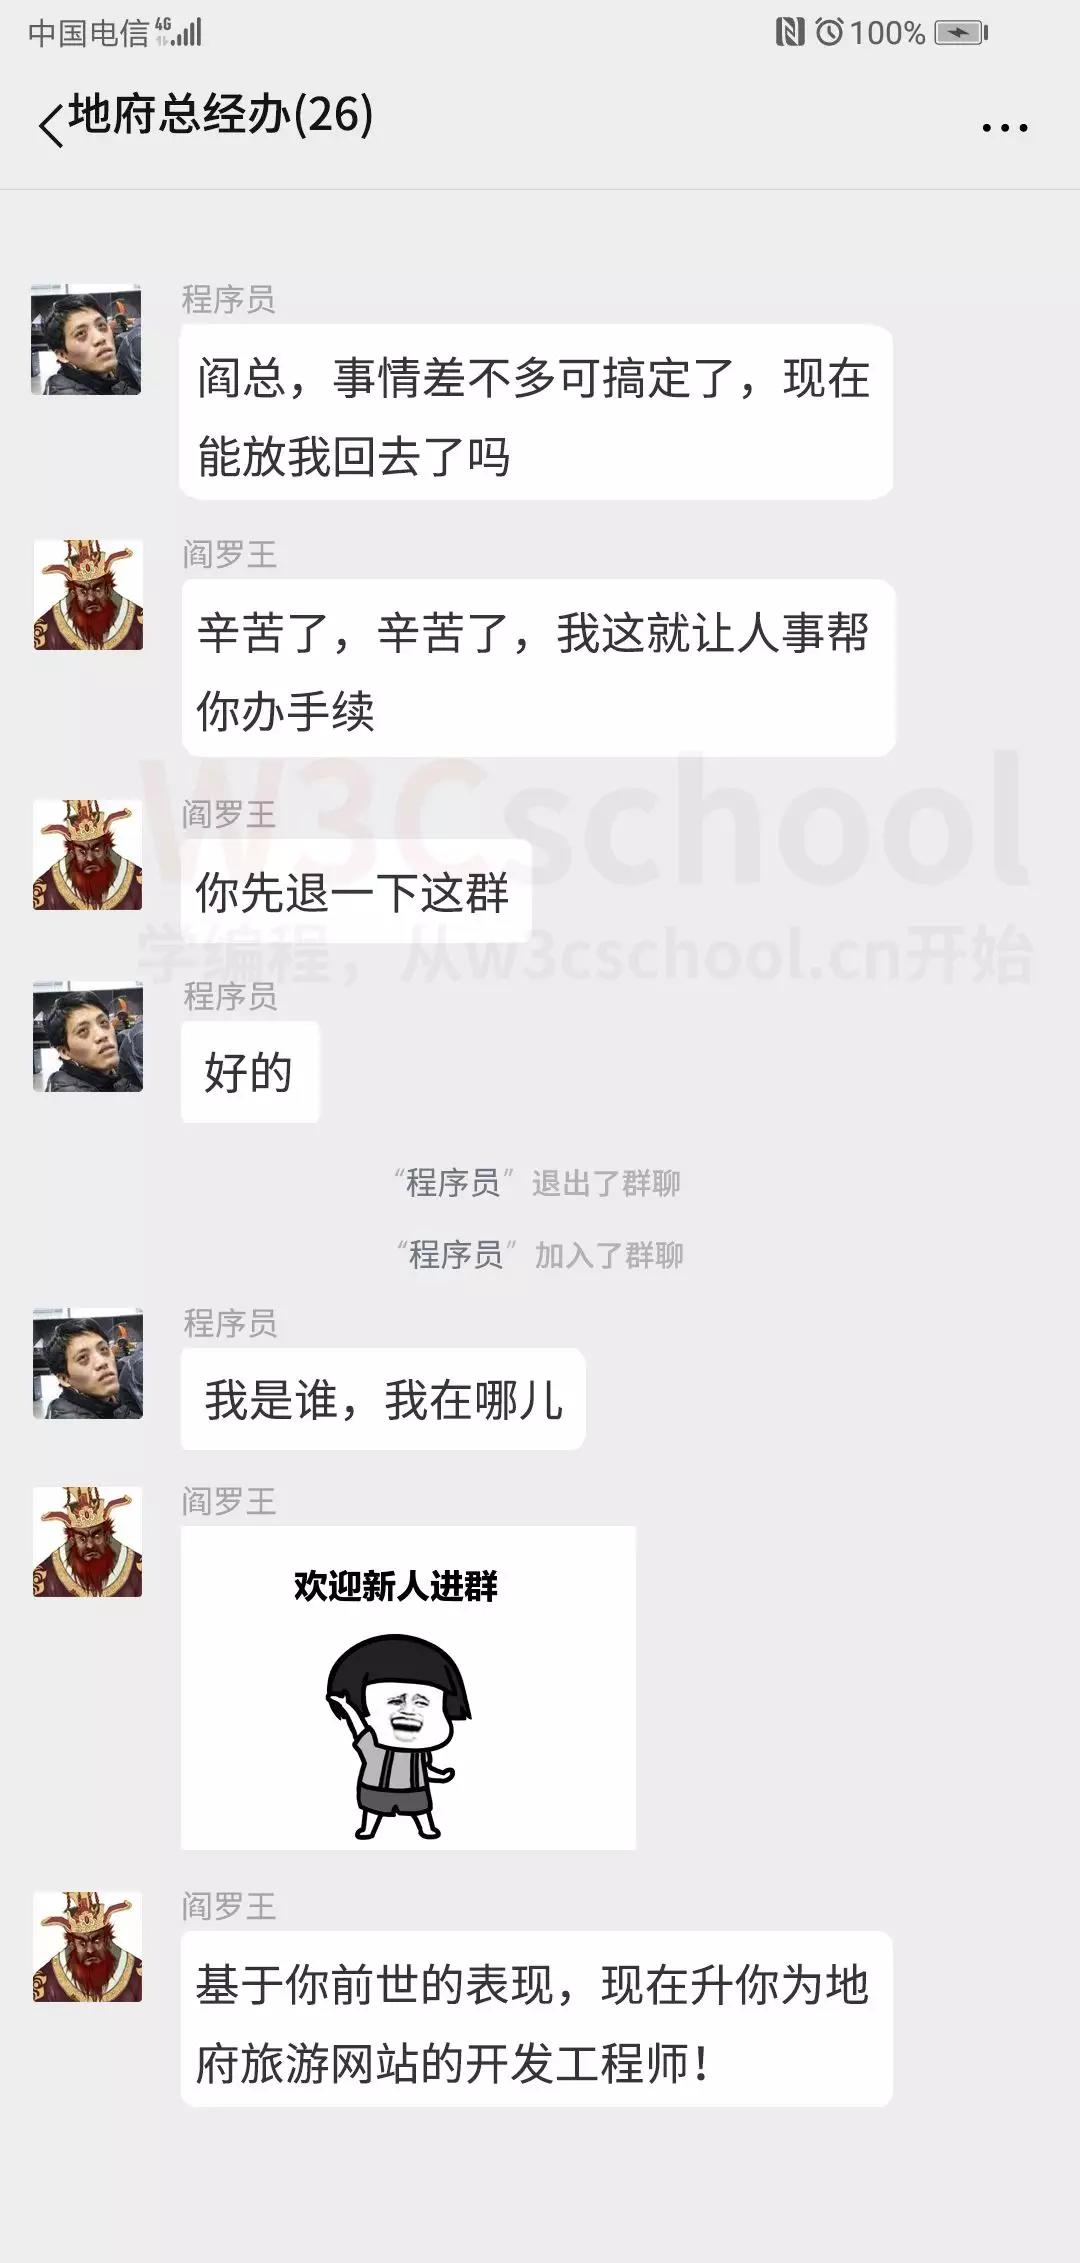 中国电信 4G 100%
地府总经办(26)
程序员
阎总，事情差不多可搞定了，现在
能放我回去了吗
阎罗王
辛苦了，辛苦了，我这就让人事帮
你办手续
W3Cschool
阎罗王
你先退一下这群
学编程，从w3cschool.cn开始
程序员
好的
“程序员” 退出了群聊
“程序员” 加入了群聊
程序员
我是谁，我在哪儿
阎罗王
欢迎新人进群
阎罗王
基于你前世的表现，现在升你为地
府旅游网站的开发工程师！